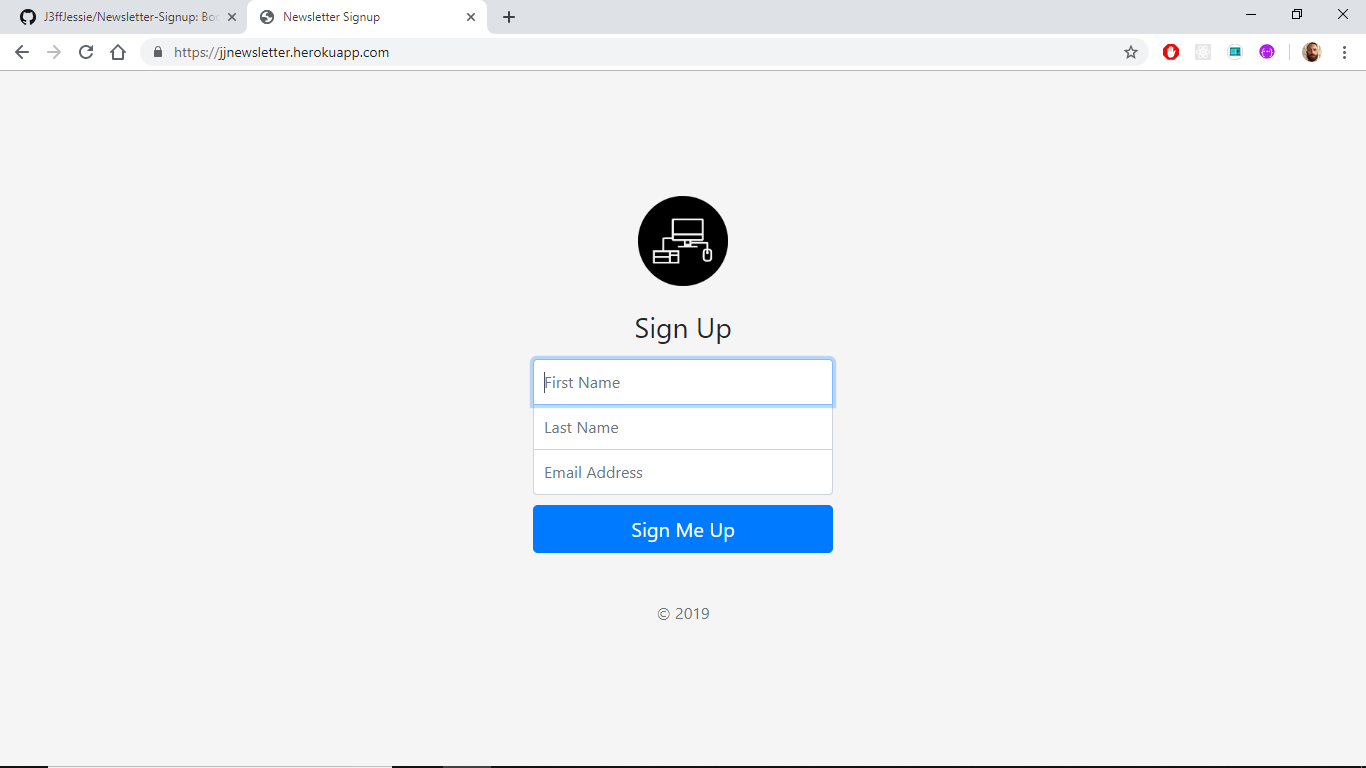 J3ffJessie/Newsletter-Signup: Bo
Newsletter Signup
https://jjnewsletter.herokuapp.com
Sign Up
First Name
Last Name
Email Address
Sign Me Up
© 2019